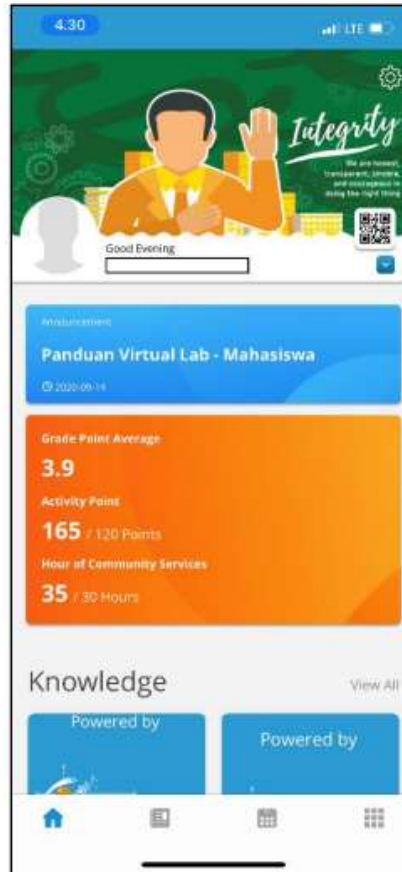 4.30
LTE
Integrity
We are honest,
transparent, sincere,
and courageous in
doing the right thing
Good Evening
Announcement
Panduan Virtual Lab - Mahasiswa
2020-09-14
Grade Point Average
3.9
Activity Point
165 / 120 Points
Hour of Community Services
35 / 30 Hours
Knowledge
View All
Powered by
Powered by